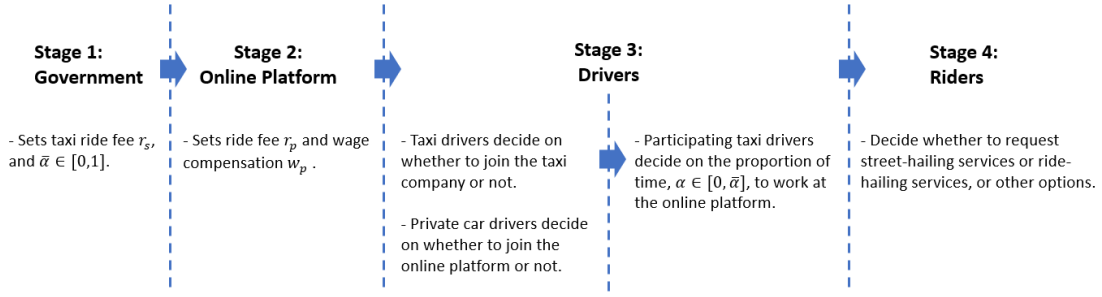 Stage 1:
Government
- Sets taxi ride fee r_s,
and ᾱ ∈ [0,1].
Stage 2:
Online Platform
- Sets ride fee r_p and wage
compensation w_p .
Stage 3:
Drivers
- Taxi drivers decide on
whether to join the taxi
company or not.
- Private car drivers decide
on whether to join the
online platform or not.
- Participating taxi drivers
decide on the proportion of
time, α ∈ [0, ᾱ], to work at
the online platform.
Stage 4:
Riders
- Decide whether to request
street-hailing services or ride-
hailing services, or other options.